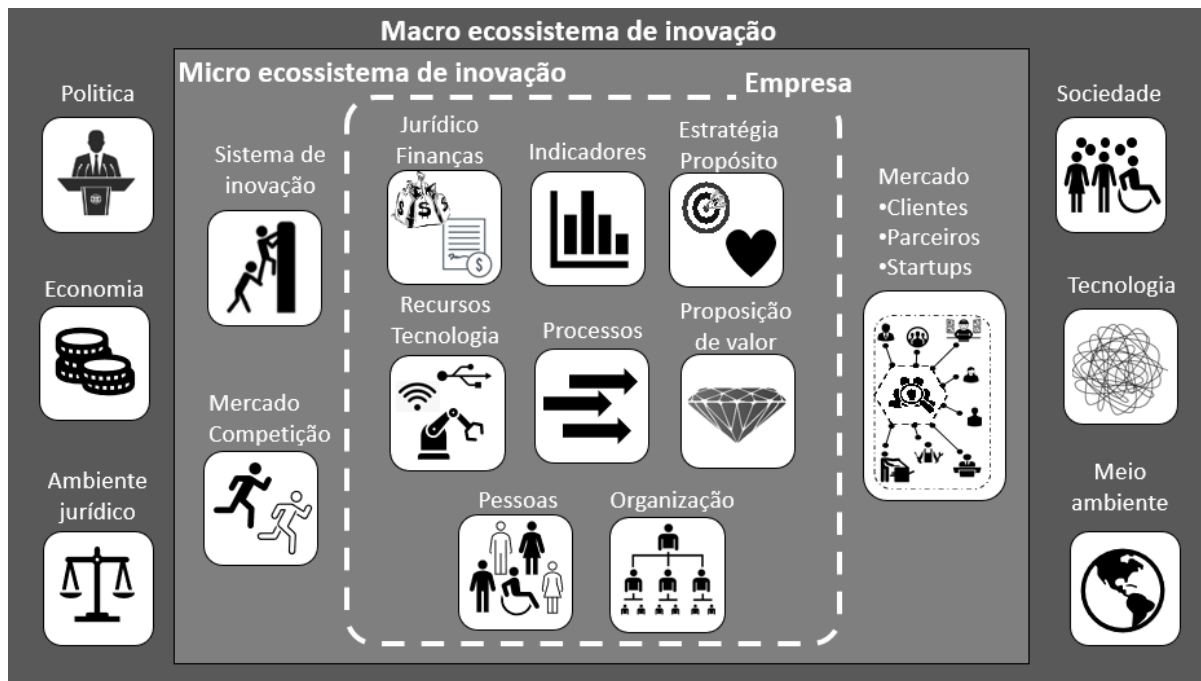 Macro ecossistema de inovação
Micro ecossistema de inovação
Empresa
Politica
Economia
Ambiente
jurídico
Sistema de
inovação
Mercado
Competição
Jurídico
Finanças
Indicadores
Estratégia
Propósito
Recursos
Tecnologia
Processos
Proposição
de valor
Pessoas
Organização
Mercado
•Clientes
•Parceiros
•Startups
Sociedade
Tecnologia
Meio
ambiente